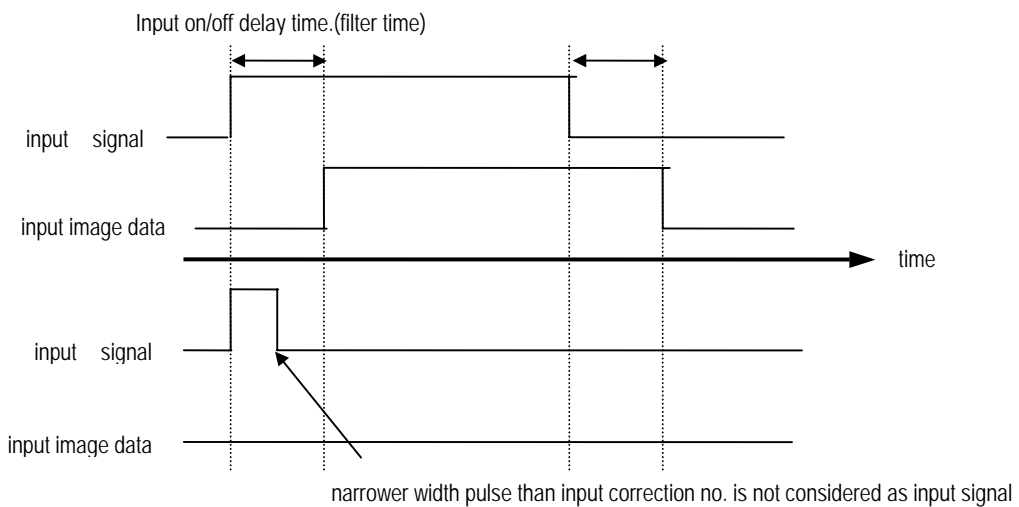 Input on/off delay time.(filter time)
input signal
input image data
time
input signal
input image data
narrower width pulse than input correction no. is not considered as input signal